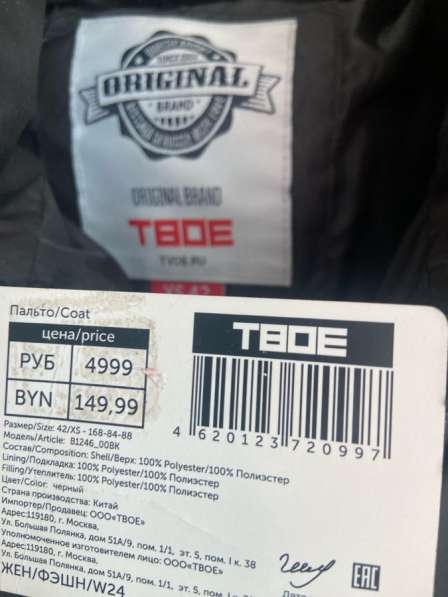 ORIGINAL
BRAND
ORIGINAL BRAND
ТВОЕ
TVOE.RU
XS 42
Пальто/Coat
цена/price
РУБ 4999
BYN 149,99
ТВОЕ
4 620123 720997
Размер/Size: 42/XS - 168-84-88
Модель/Article: B1246_00BK
Состав/Composition: Shell/Верх: 100% Polyester/100% Полиэстер
Lining/Подкладка: 100% Polyester/100% Полиэстер
Filling/Утеплитель: 100% Polyester/100% Полиэстер
Цвет/Color: черный
Страна производства: Китай
Импортер/Продавец: ООО«ТВОЕ»
Адрес:119180, г. Москва,
Ул. Большая Полянка, дом 51А/9, пом. 1/1, эт. 5, пом. I к. 38
Уполномоченное изготовителем лицо: ООО«ТВОЕ»
Адрес:119180, г. Москва,
Ул. Большая Полянка, дом 51А/9, пом. 1/1, эт. 5, пом. I
ЖЕН/ФЭШН/W24
Дата
EAC